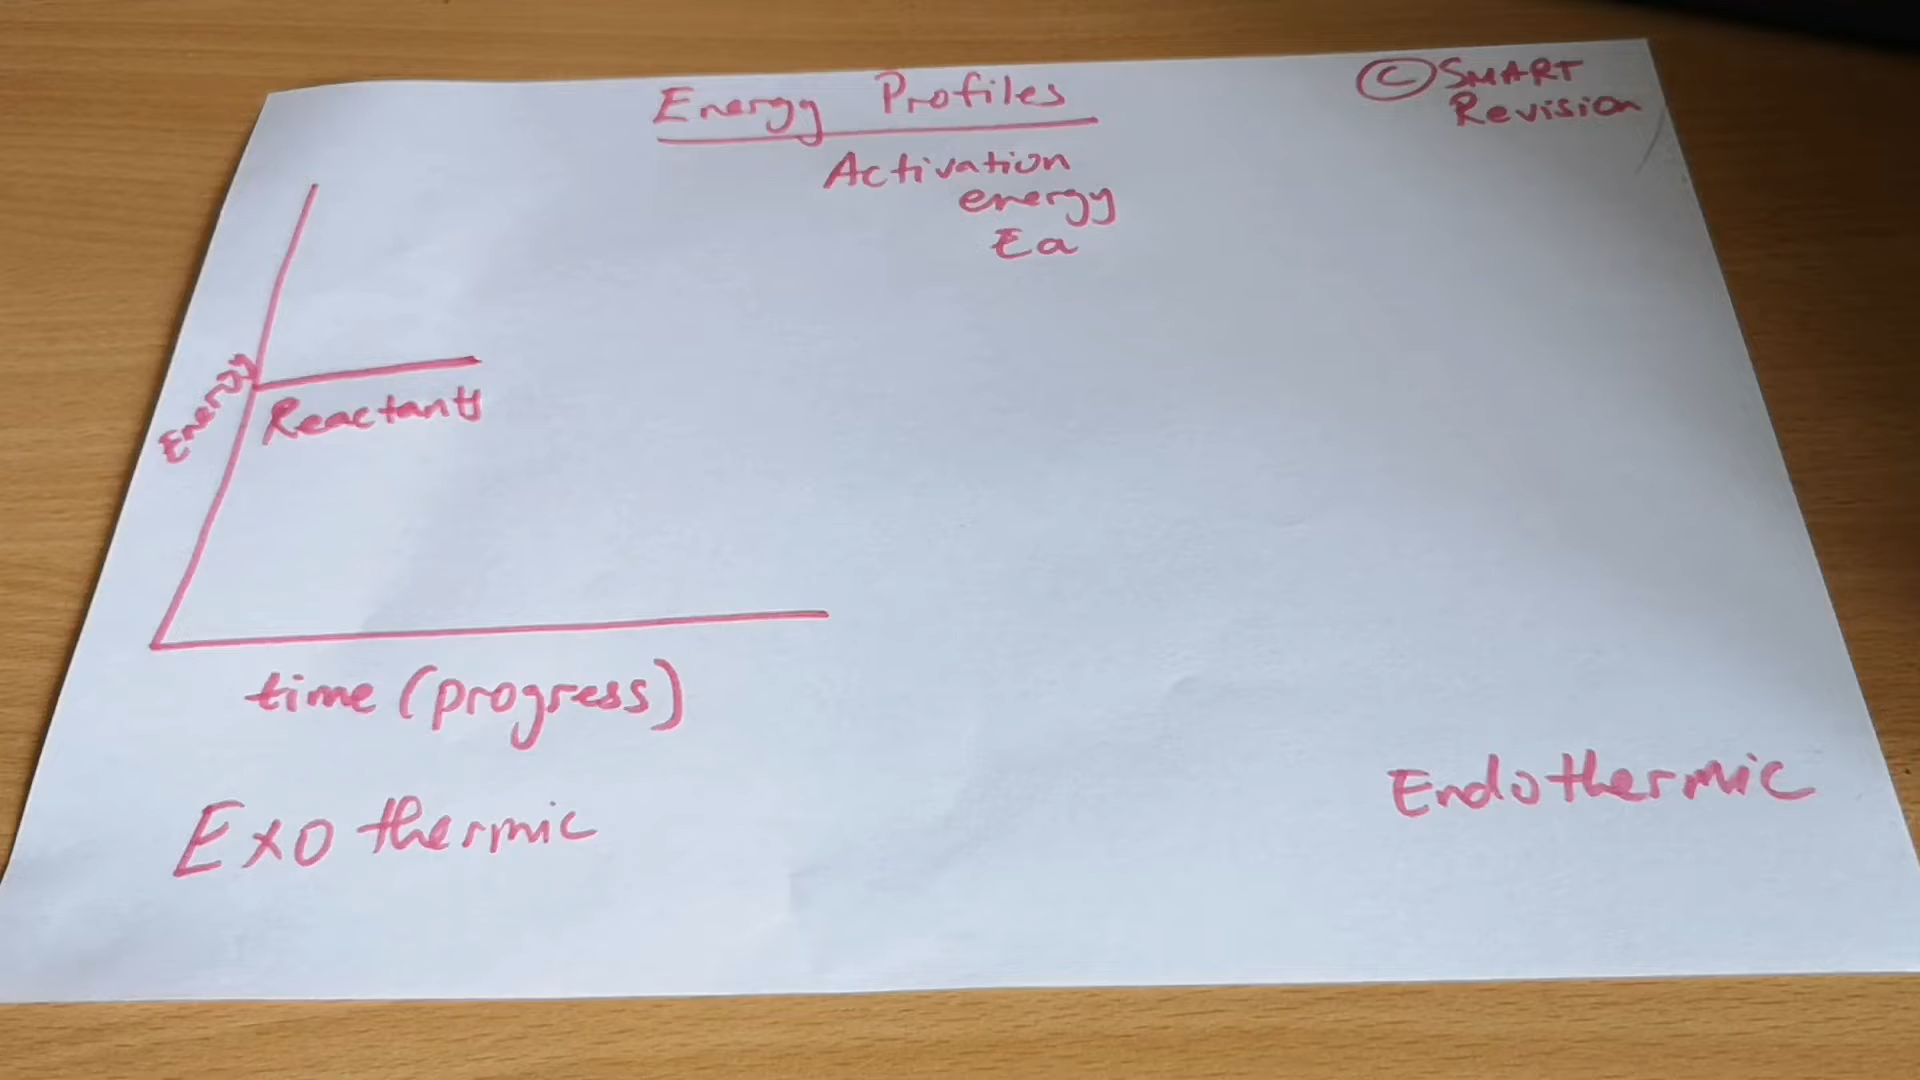 Energy Profiles
© SMART
Revision
Activation
energy
Ea
Energy
Reactants
time (progress)
Exothermic
Endothermic